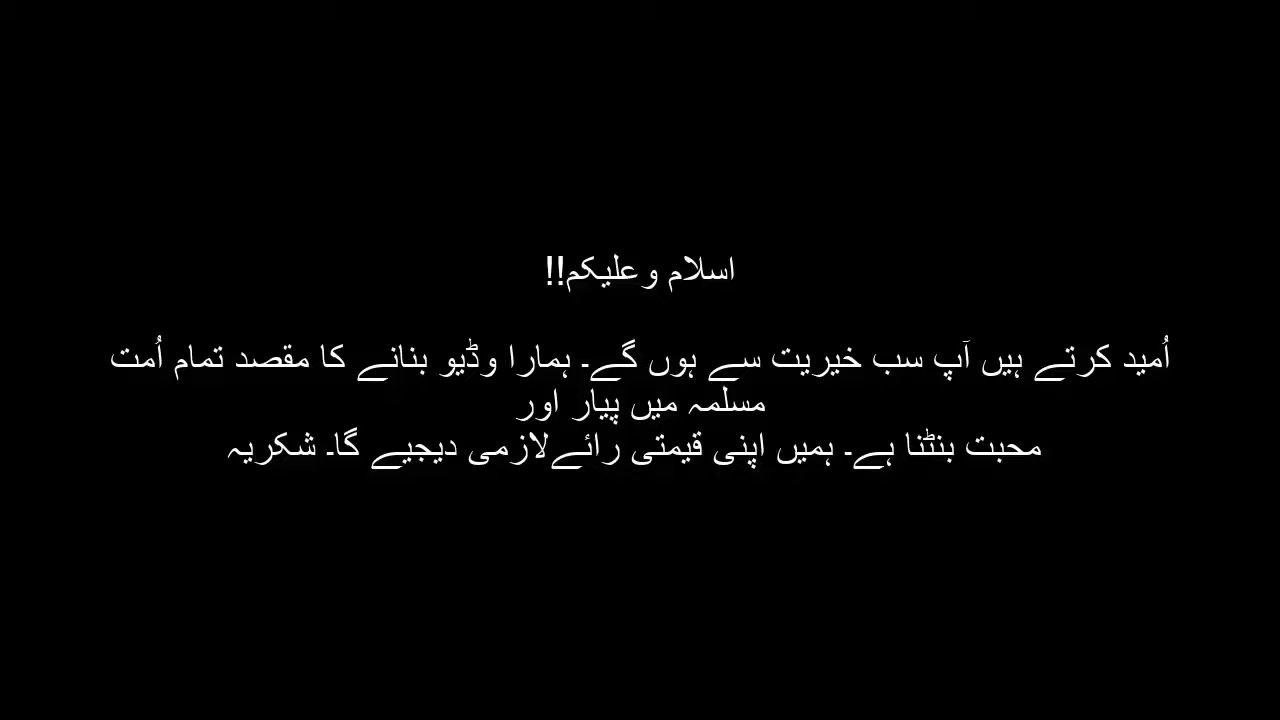 اسلام وعلیکم!!
اُمید کرتے ہیں آپ سب خیریت سے ہوں گے۔ ہمارا وڈیو بنانے کا مقصد تمام اُمت
مسلمہ میں پیار اور
محبت بنٹنا ہے۔ ہمیں اپنی قیمتی رائےلازمی دیجیے گا۔ شکریہ